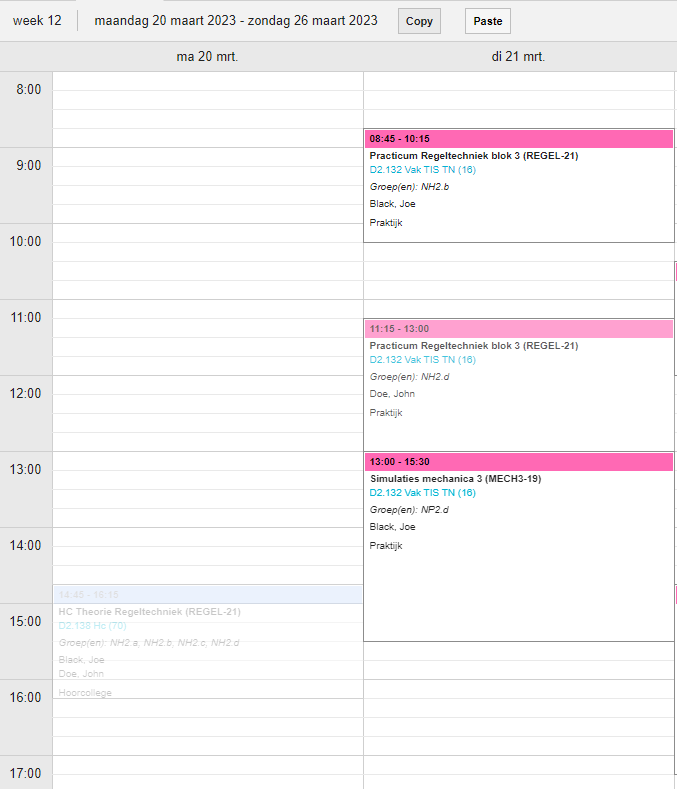 week 12
maandag 20 maart 2023 - zondag 26 maart 2023
Copy
Paste
ma 20 mrt.
di 21 mrt.
8:00
9:00
10:00
11:00
12:00
13:00
14:00
15:00
16:00
17:00
14:45 - 16:15
HC Theorie Regeltechniek (REGEL-21)
D2.138 Hc (70)
Groep(en): NH2.a, NH2.b, NH2.c, NH2.d
Black, Joe
Doe, John
Hoorcollege
08:45 - 10:15
Practicum Regeltechniek blok 3 (REGEL-21)
D2.132 Vak TIS TN (16)
Groep(en): NH2.b
Black, Joe
Praktijk
11:15 - 13:00
Practicum Regeltechniek blok 3 (REGEL-21)
D2.132 Vak TIS TN (16)
Groep(en): NH2.d
Doe, John
Praktijk
13:00 - 15:30
Simulaties mechanica 3 (MECH3-19)
D2.132 Vak TIS TN (16)
Groep(en): NP2.d
Black, Joe
Praktijk